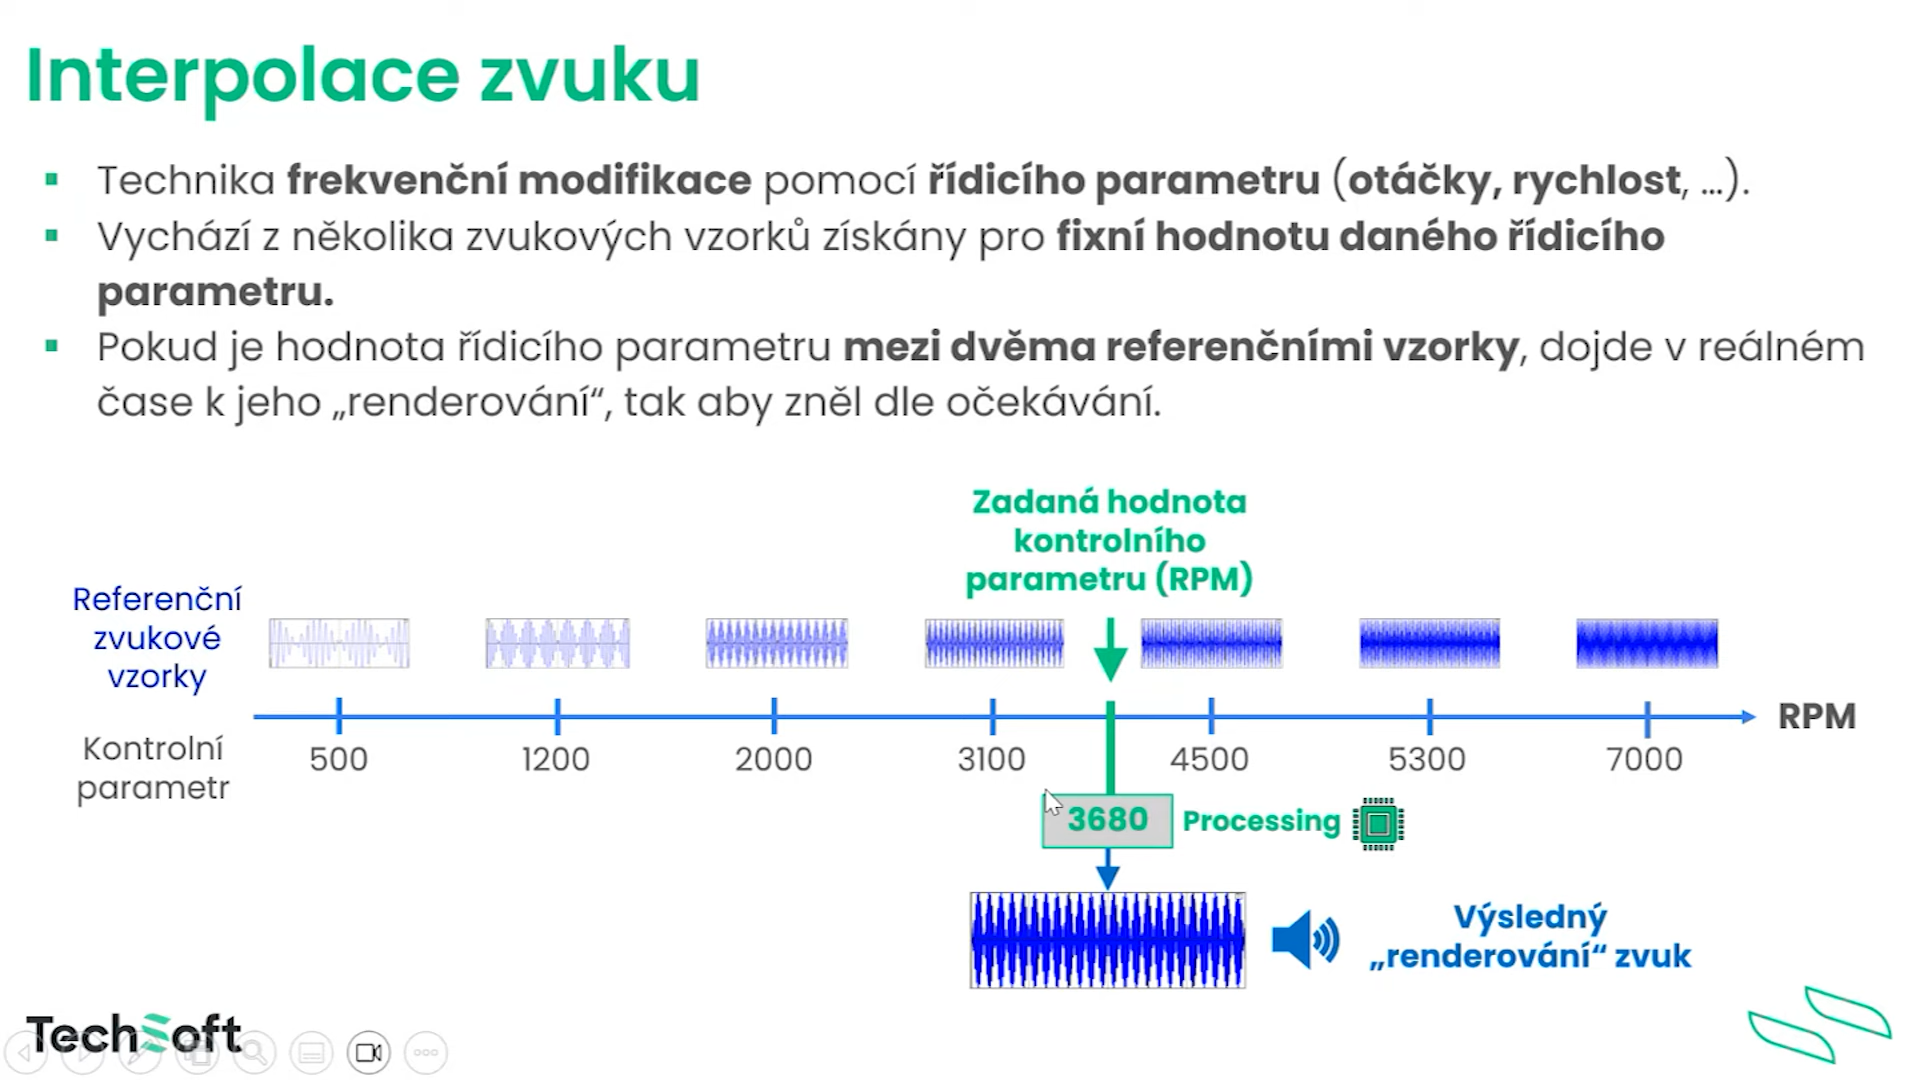 Interpolace zvuku
▪ Technika frekvenční modifikace pomocí řídicího parametru (otáčky, rychlost, …).
▪ Vychází z několika zvukových vzorků získány pro fixní hodnotu daného řídicího
parametru.
▪ Pokud je hodnota řídicího parametru mezi dvěma referenčními vzorky, dojde v reálném
čase k jeho „renderování“, tak aby zněl dle očekávání.
Zadaná hodnota
kontrolního
parametru (RPM)
Referenční
zvukové
vzorky
RPM
Kontrolní
parametr
500 1200 2000 3100 4500 5300 7000
3680 Processing
Výsledný
„renderování“ zvuk
TechSoft